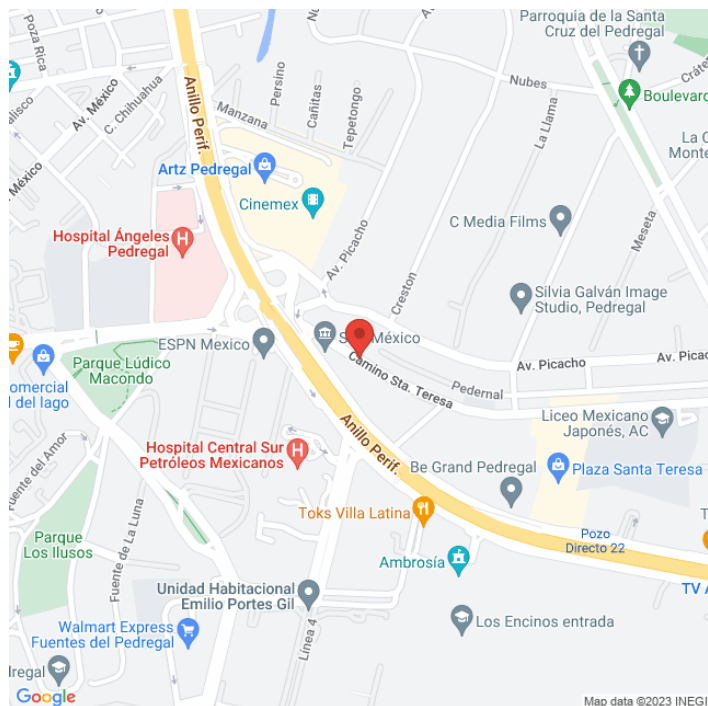 Poza Rica
Av. México
C. Chihuahua
Anillo Perif.
Persino
Cañitas
Tepetongo
Manzana
Nubes
Parroquia de la Santa
Cruz del Pedregal
Boulevard
La Llama
Meseta
Artz Pedregal
Cinemex
Av. Picacho
Creston
C Media Films
Hospital Ángeles
Pedregal
Silvia Galván Image
Studio, Pedregal
ESPN Mexico
México
Av. Picacho
Av. Picac
Parque Lúdico
Macondo
omercial
l del lago
Camino Sta. Teresa
Pedernal
Liceo Mexicano
Japonés, AC
Fuente del Amor
Hospital Central Sur
Petróleos Mexicanos
Anillo Perif.
Be Grand Pedregal
Plaza Santa Teresa
Fuente de La Luna
Toks Villa Latina
Parque
Los Ilusos
Pozo
Directo 22
Ambrosía
TV A
Unidad Habitacional
Emilio Portes Gil
Línea 4
Los Encinos entrada
Walmart Express
Fuentes del Pedregal
dregal
Google
Map data ©2023 INEGI